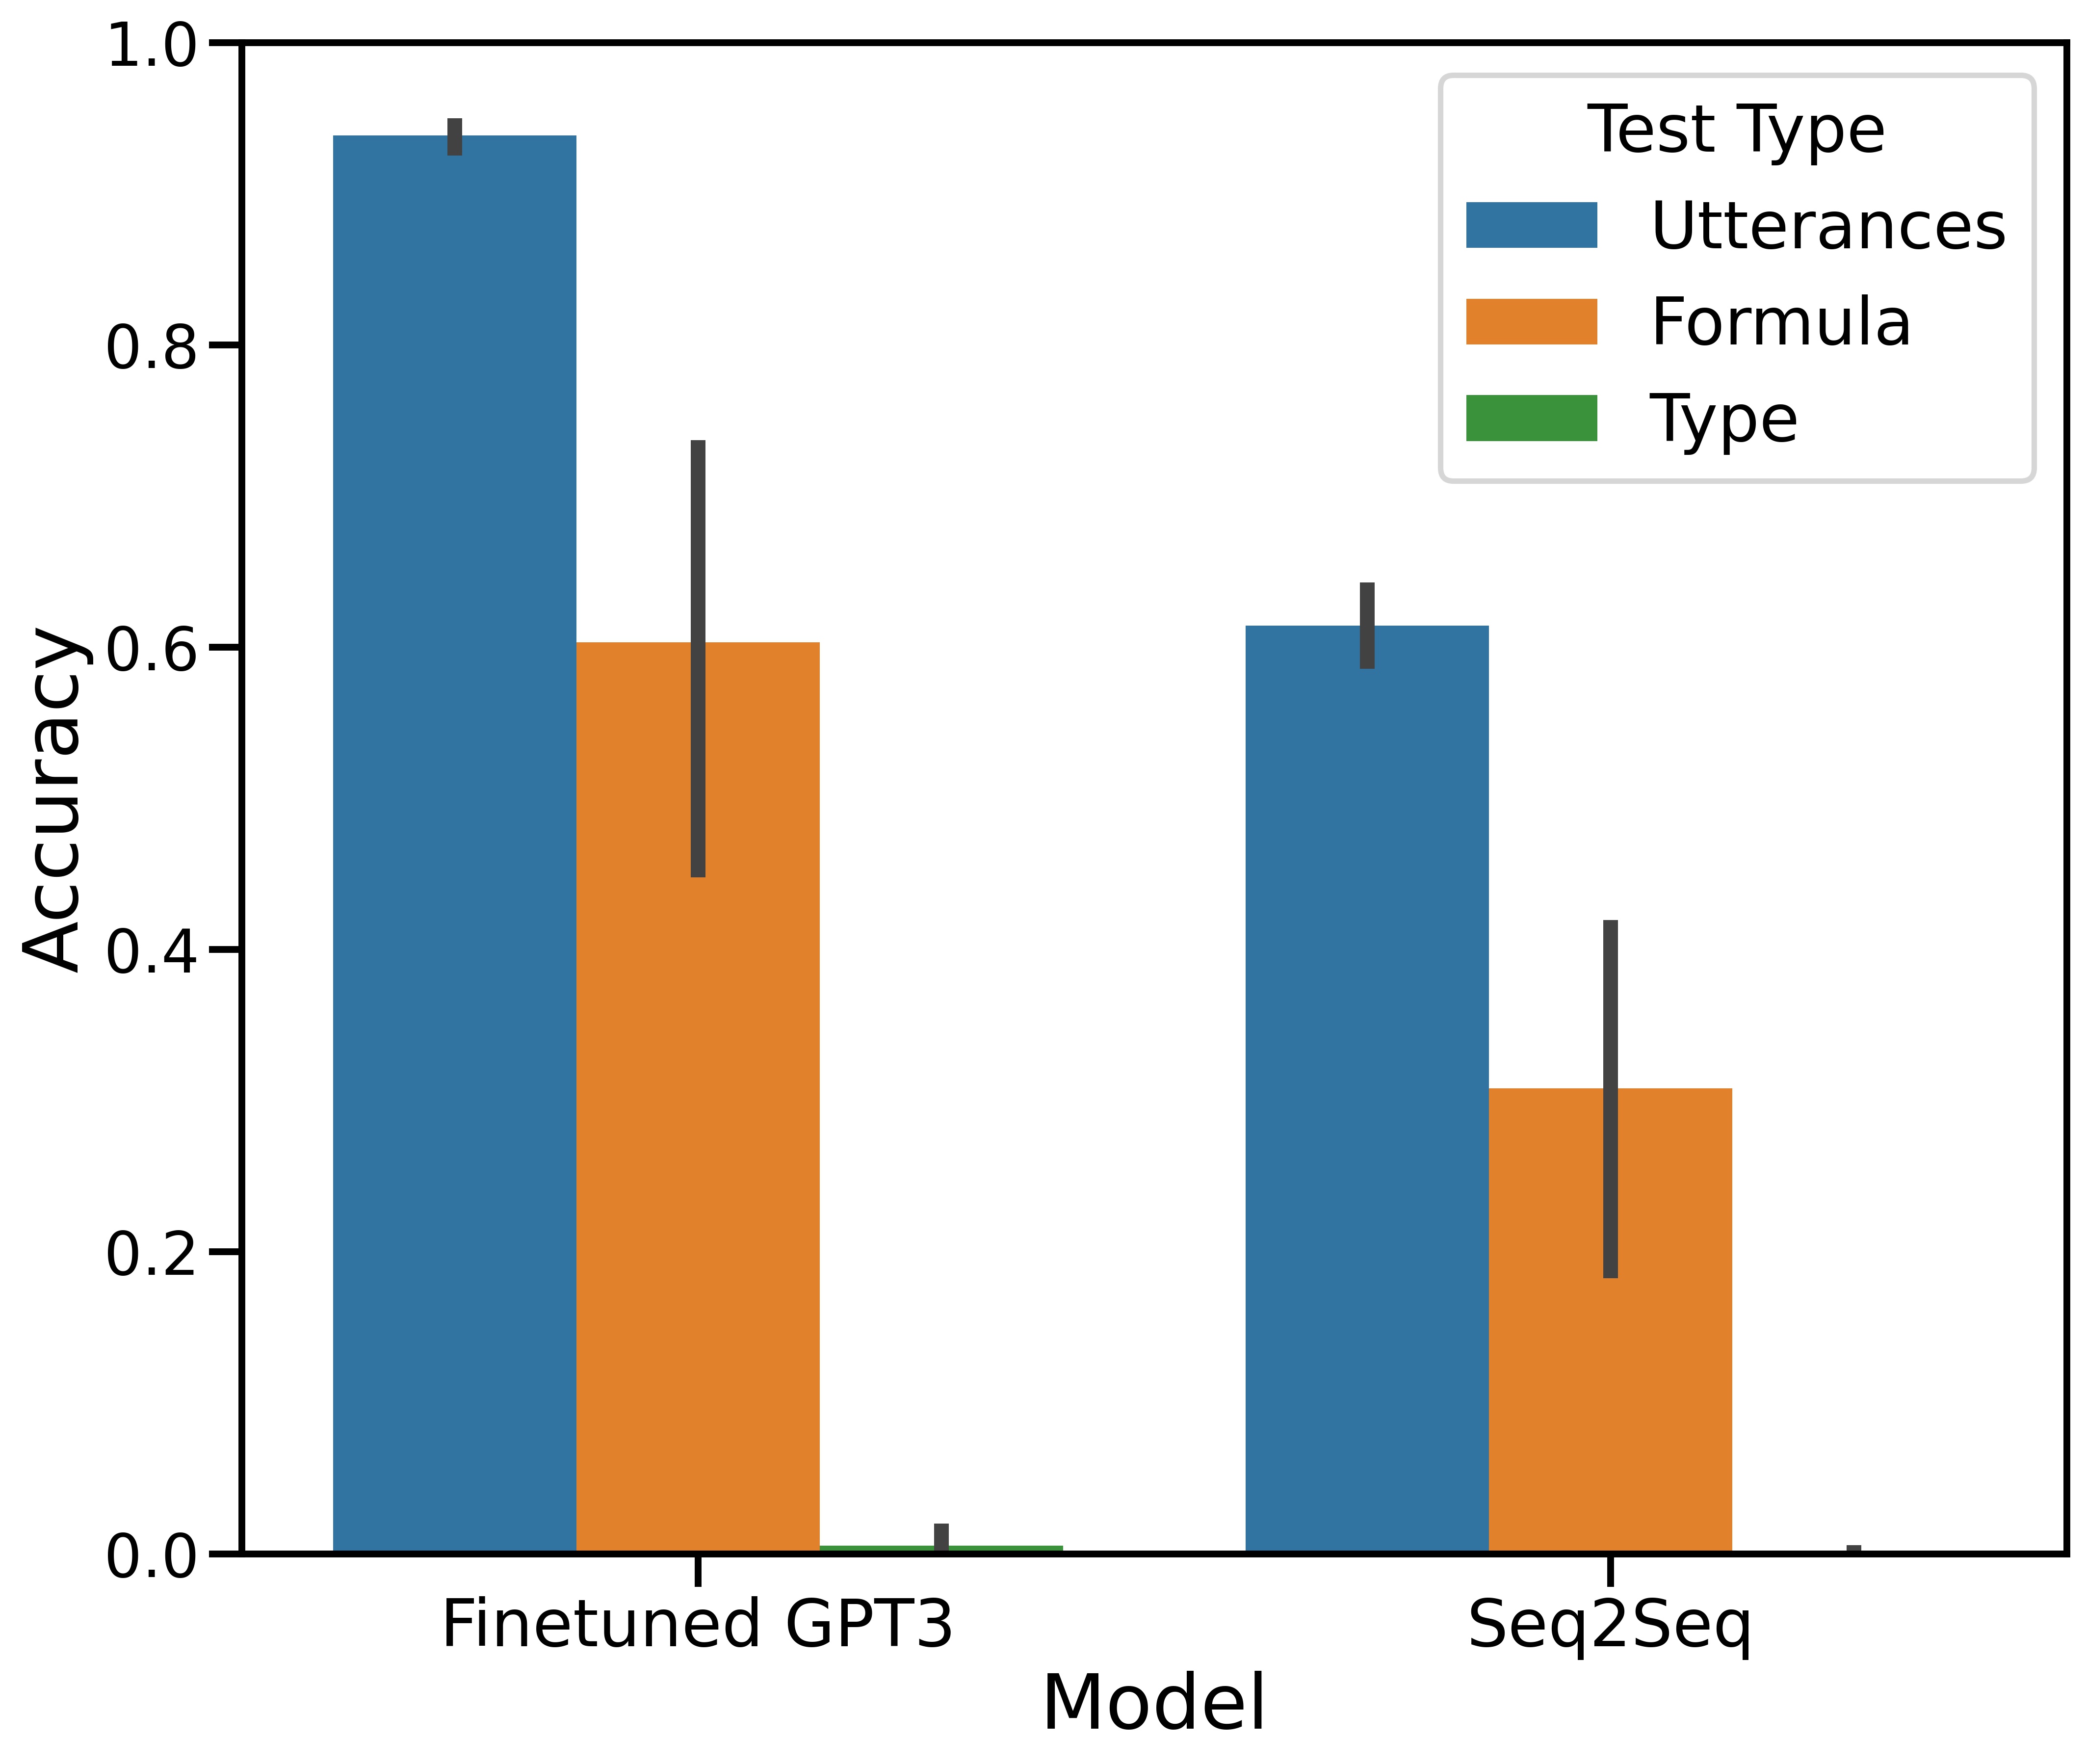 1.0
0.8
0.6
0.4
0.2
0.0
Accuracy
Test Type
Utterances
Formula
Type
Finetuned GPT3
Seq2Seq
Model